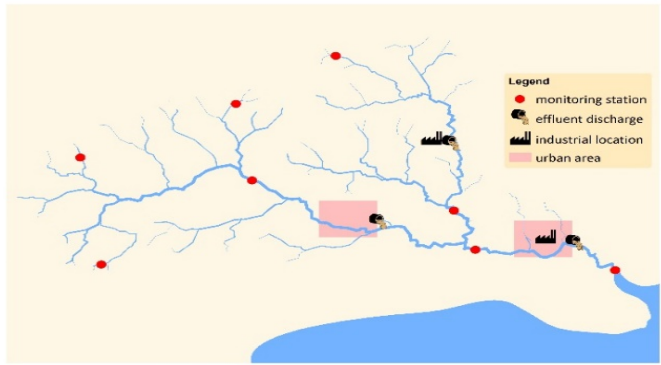 Legend
monitoring station
effluent discharge
industrial location
urban area